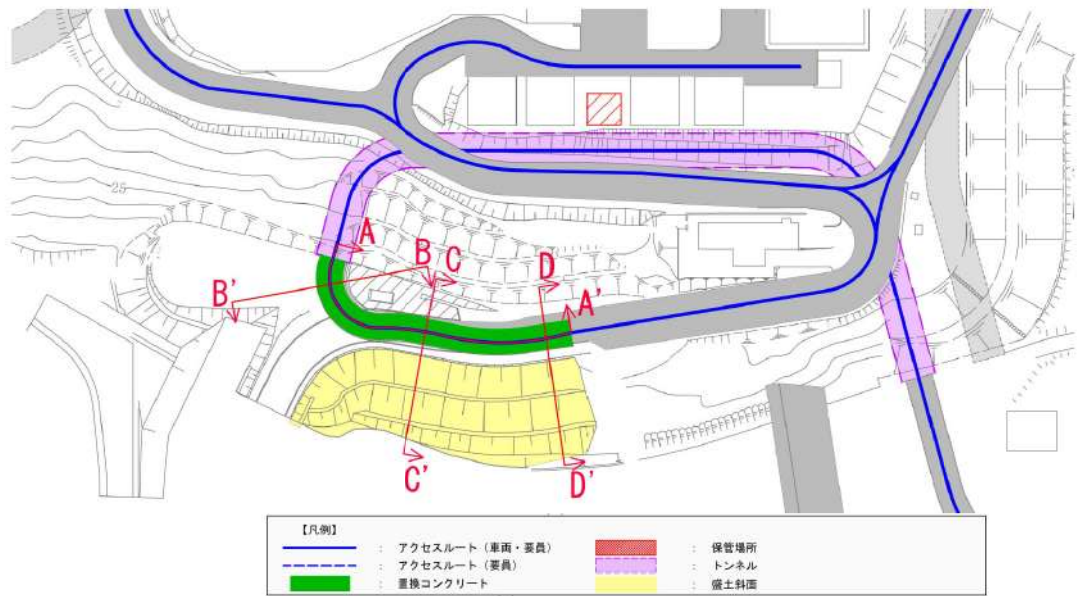 25
A
B
C
D
B'
A'
C'
D'
【凡例】
: アクセスルート（車両・要員）
: 保管場所
: アクセスルート（要員）
: トンネル
: 置換コンクリート
: 盛土斜面